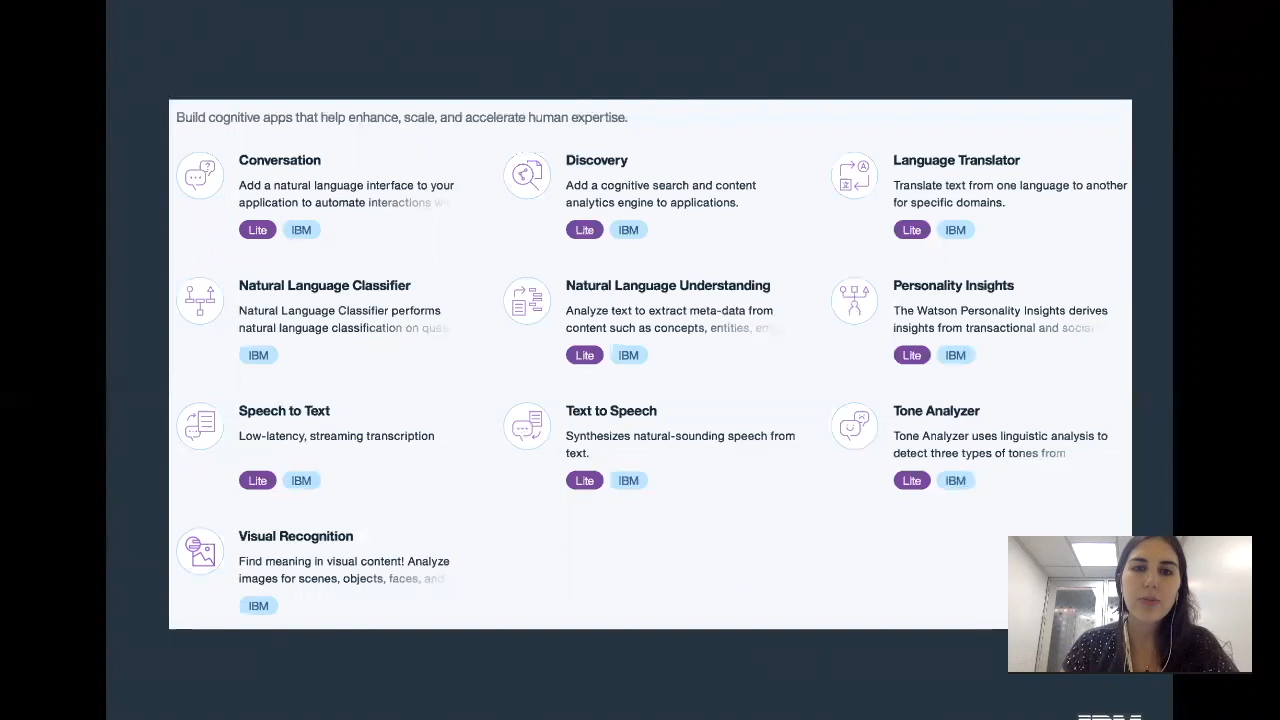 Build cognitive apps that help enhance, scale, and accelerate human expertise.
Conversation
Add a natural language interface to your
application to automate interactions
Lite IBM
Discovery
Add a cognitive search and content
analytics engine to applications.
Lite IBM
Language Translator
Translate text from one language to another
for specific domains.
Lite IBM
Natural Language Classifier
Natural Language Classifier performs
natural language classification on
IBM
Natural Language Understanding
Analyze text to extract meta-data from
content such as concepts, entities,
Lite IBM
Personality Insights
The Watson Personality Insights derives
insights from transactional and
Lite IBM
Speech to Text
Low-latency, streaming transcription
Lite IBM
Text to Speech
Synthesizes natural-sounding speech from
text.
Lite IBM
Tone Analyzer
Tone Analyzer uses linguistic analysis to
detect three types of tones from
Lite IBM
Visual Recognition
Find meaning in visual content! Analyze
images for scenes, objects, faces, and
IBM